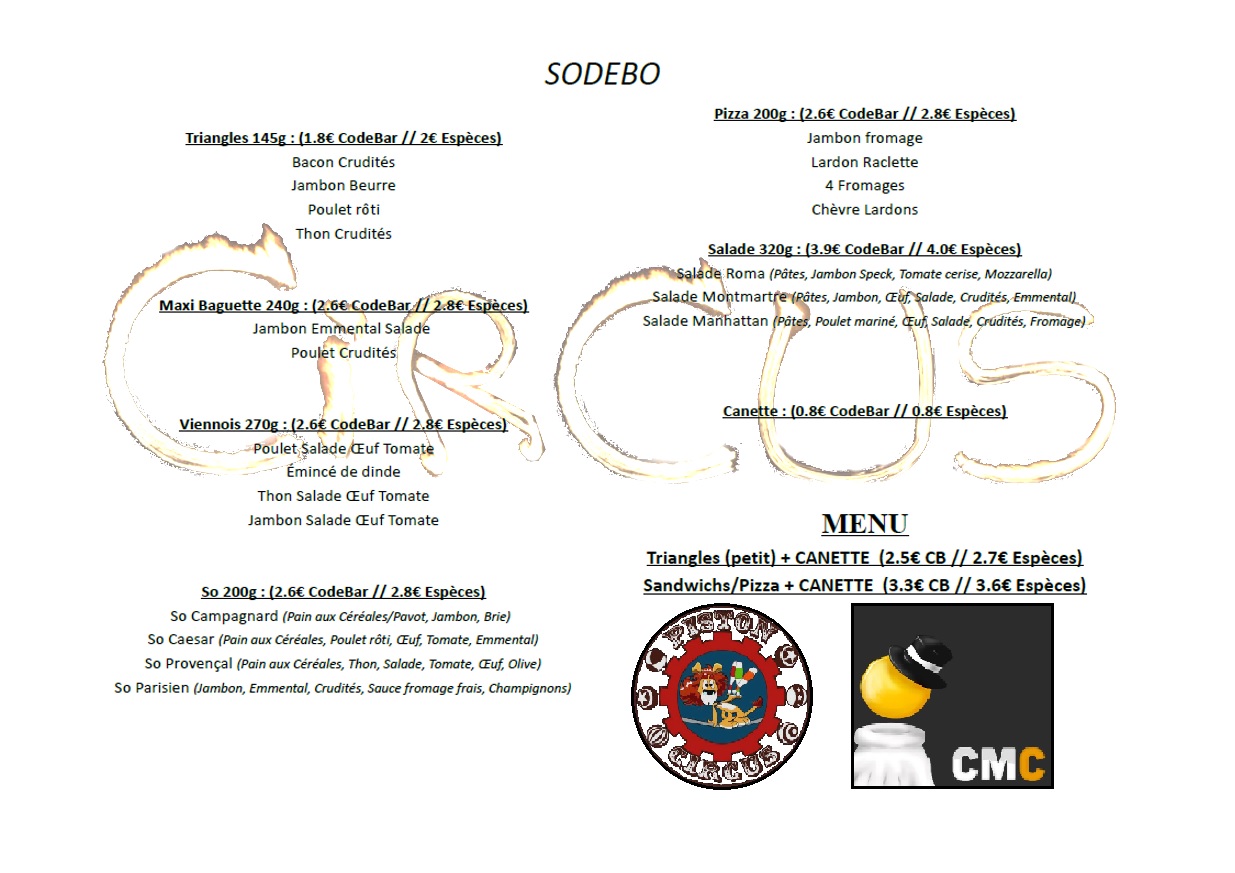 SODEBO
Triangles 145g : (1.8€ CodeBar // 2€ Espèces)
Bacon Crudités
Jambon Beurre
Poulet rôti
Thon Crudités
Maxi Baguette 240g : (2.6€ CodeBar // 2.8€ Espèces)
Jambon Emmental Salade
Poulet Crudités
Viennois 270g : (2.6€ CodeBar // 2.8€ Espèces)
Poulet Salade Œuf Tomate
Émincé de dinde
Thon Salade Œuf Tomate
Jambon Salade Œuf Tomate
So 200g : (2.6€ CodeBar // 2.8€ Espèces)
So Campagnard (Pain aux Céréales/Pavot, Jambon, Brie)
So Caesar (Pain aux Céréales, Poulet rôti, Œuf, Tomate, Emmental)
So Provençal (Pain aux Céréales, Thon, Salade, Tomate, Œuf, Olive)
So Parisien (Jambon, Emmental, Crudités, Sauce fromage frais, Champignons)
Pizza 200g : (2.6€ CodeBar // 2.8€ Espèces)
Jambon fromage
Lardon Raclette
4 Fromages
Chèvre Lardons
Salade 320g : (3.9€ CodeBar // 4.0€ Espèces)
Salade Roma (Pâtes, Jambon Speck, Tomate cerise, Mozzarella)
Salade Montmartre (Pâtes, Jambon, Œuf, Salade, Crudités, Emmental)
Salade Manhattan (Pâtes, Poulet mariné, Œuf, Salade, Crudités, Fromage)
Canette : (0.8€ CodeBar // 0.8€ Espèces)
MENU
Triangles (petit) + CANETTE (2.5€ CB // 2.7€ Espèces)
Sandwichs/Pizza + CANETTE (3.3€ CB // 3.6€ Espèces)
CiRCUS
PISTON
CIRCUS
CMC